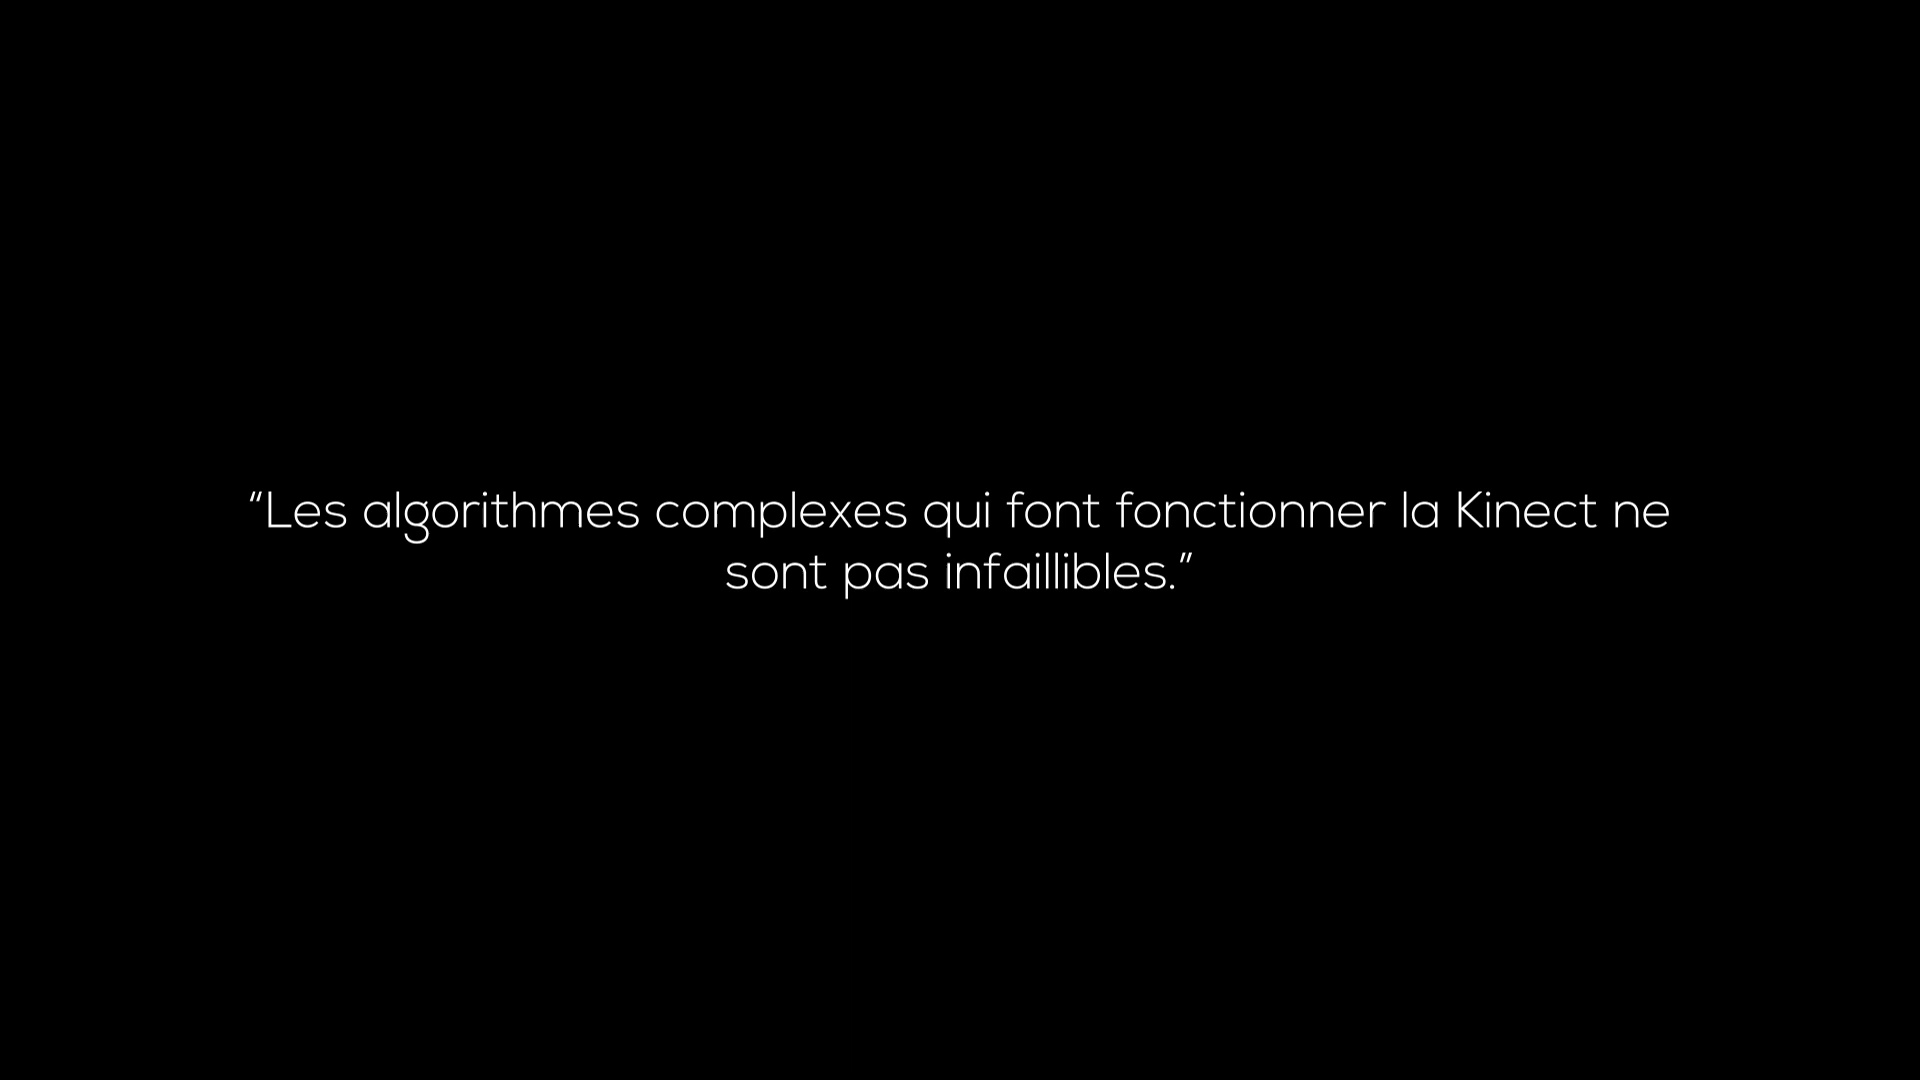 “Les algorithmes complexes qui font fonctionner la Kinect ne
sont pas infaillibles.”